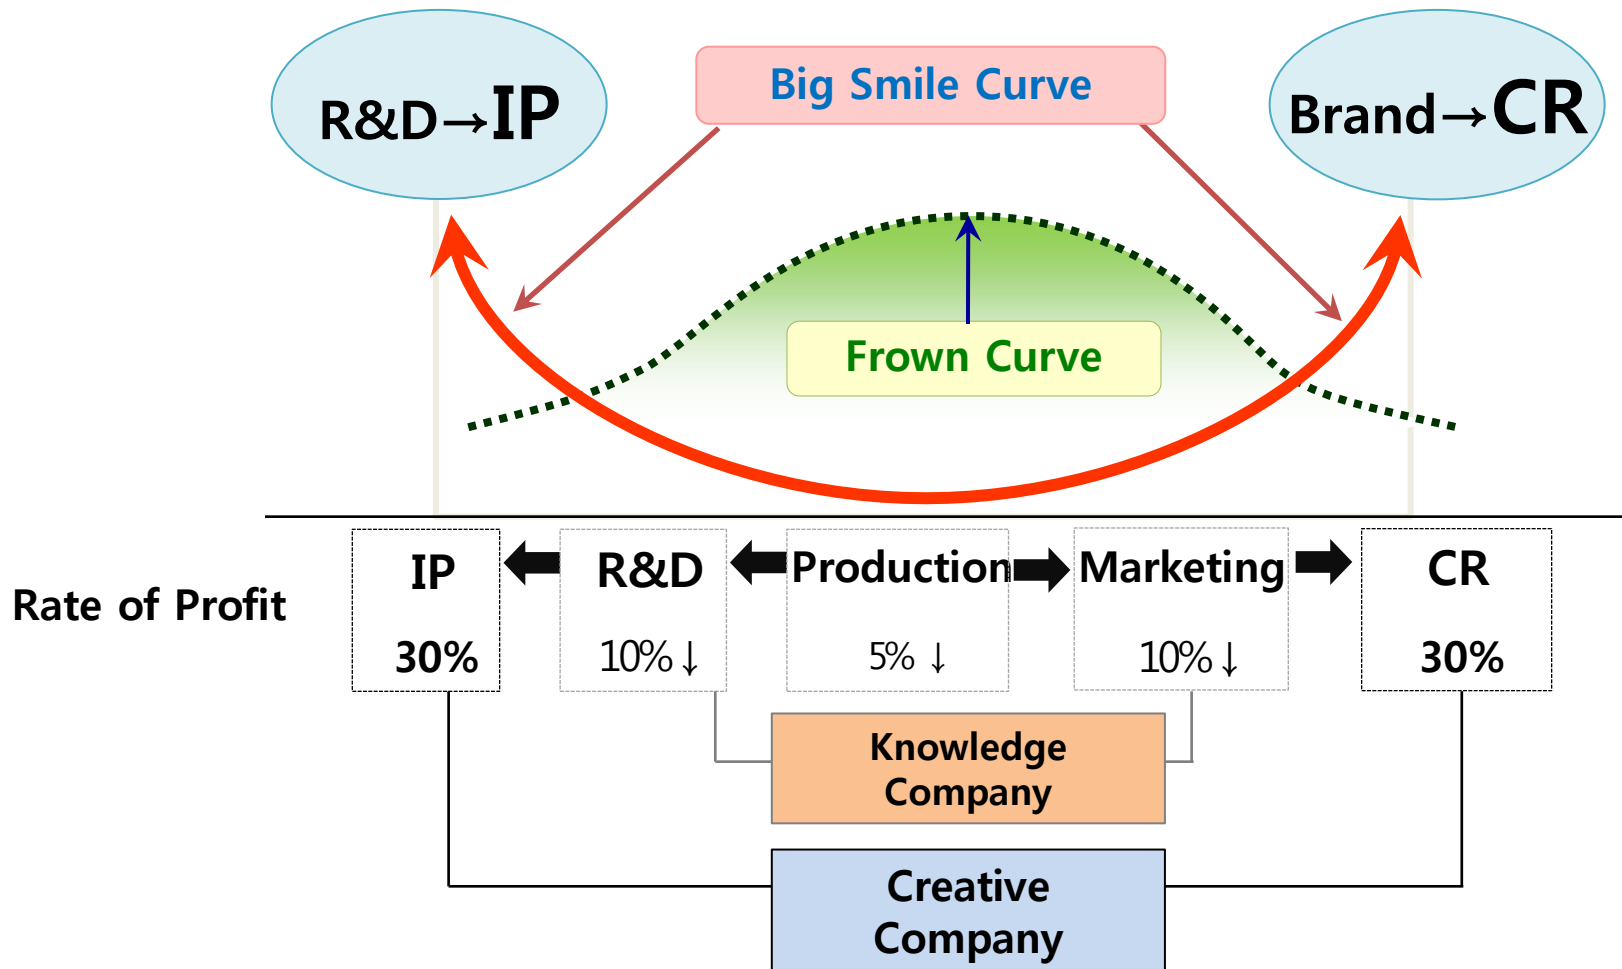 R&D→IP
Big Smile Curve
Brand→CR
Frown Curve
Rate of Profit
IP
30%
R&D
10%↓
Production
5% ↓
Marketing
10%↓
CR
30%
Knowledge
Company
Creative
Company